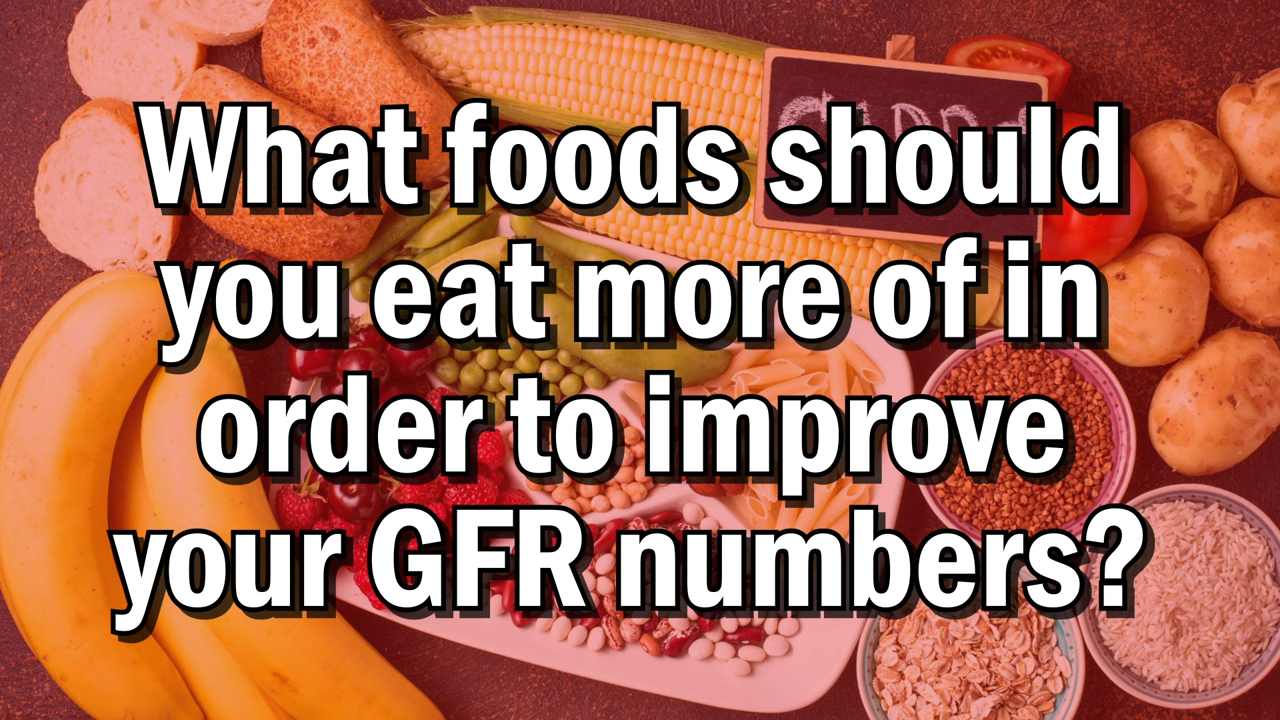 What foods should
you eat more of in
order to improve
your GFR numbers?